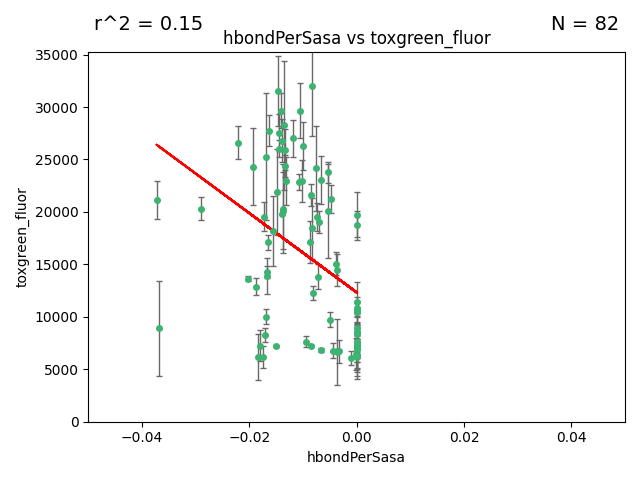 r^2 = 0.15
N = 82
hbondPerSasa vs toxgreen_fluor
35000
30000
25000
20000
15000
10000
5000
0
toxgreen_fluor
−0.04
−0.02
0.00
0.02
0.04
hbondPerSasa